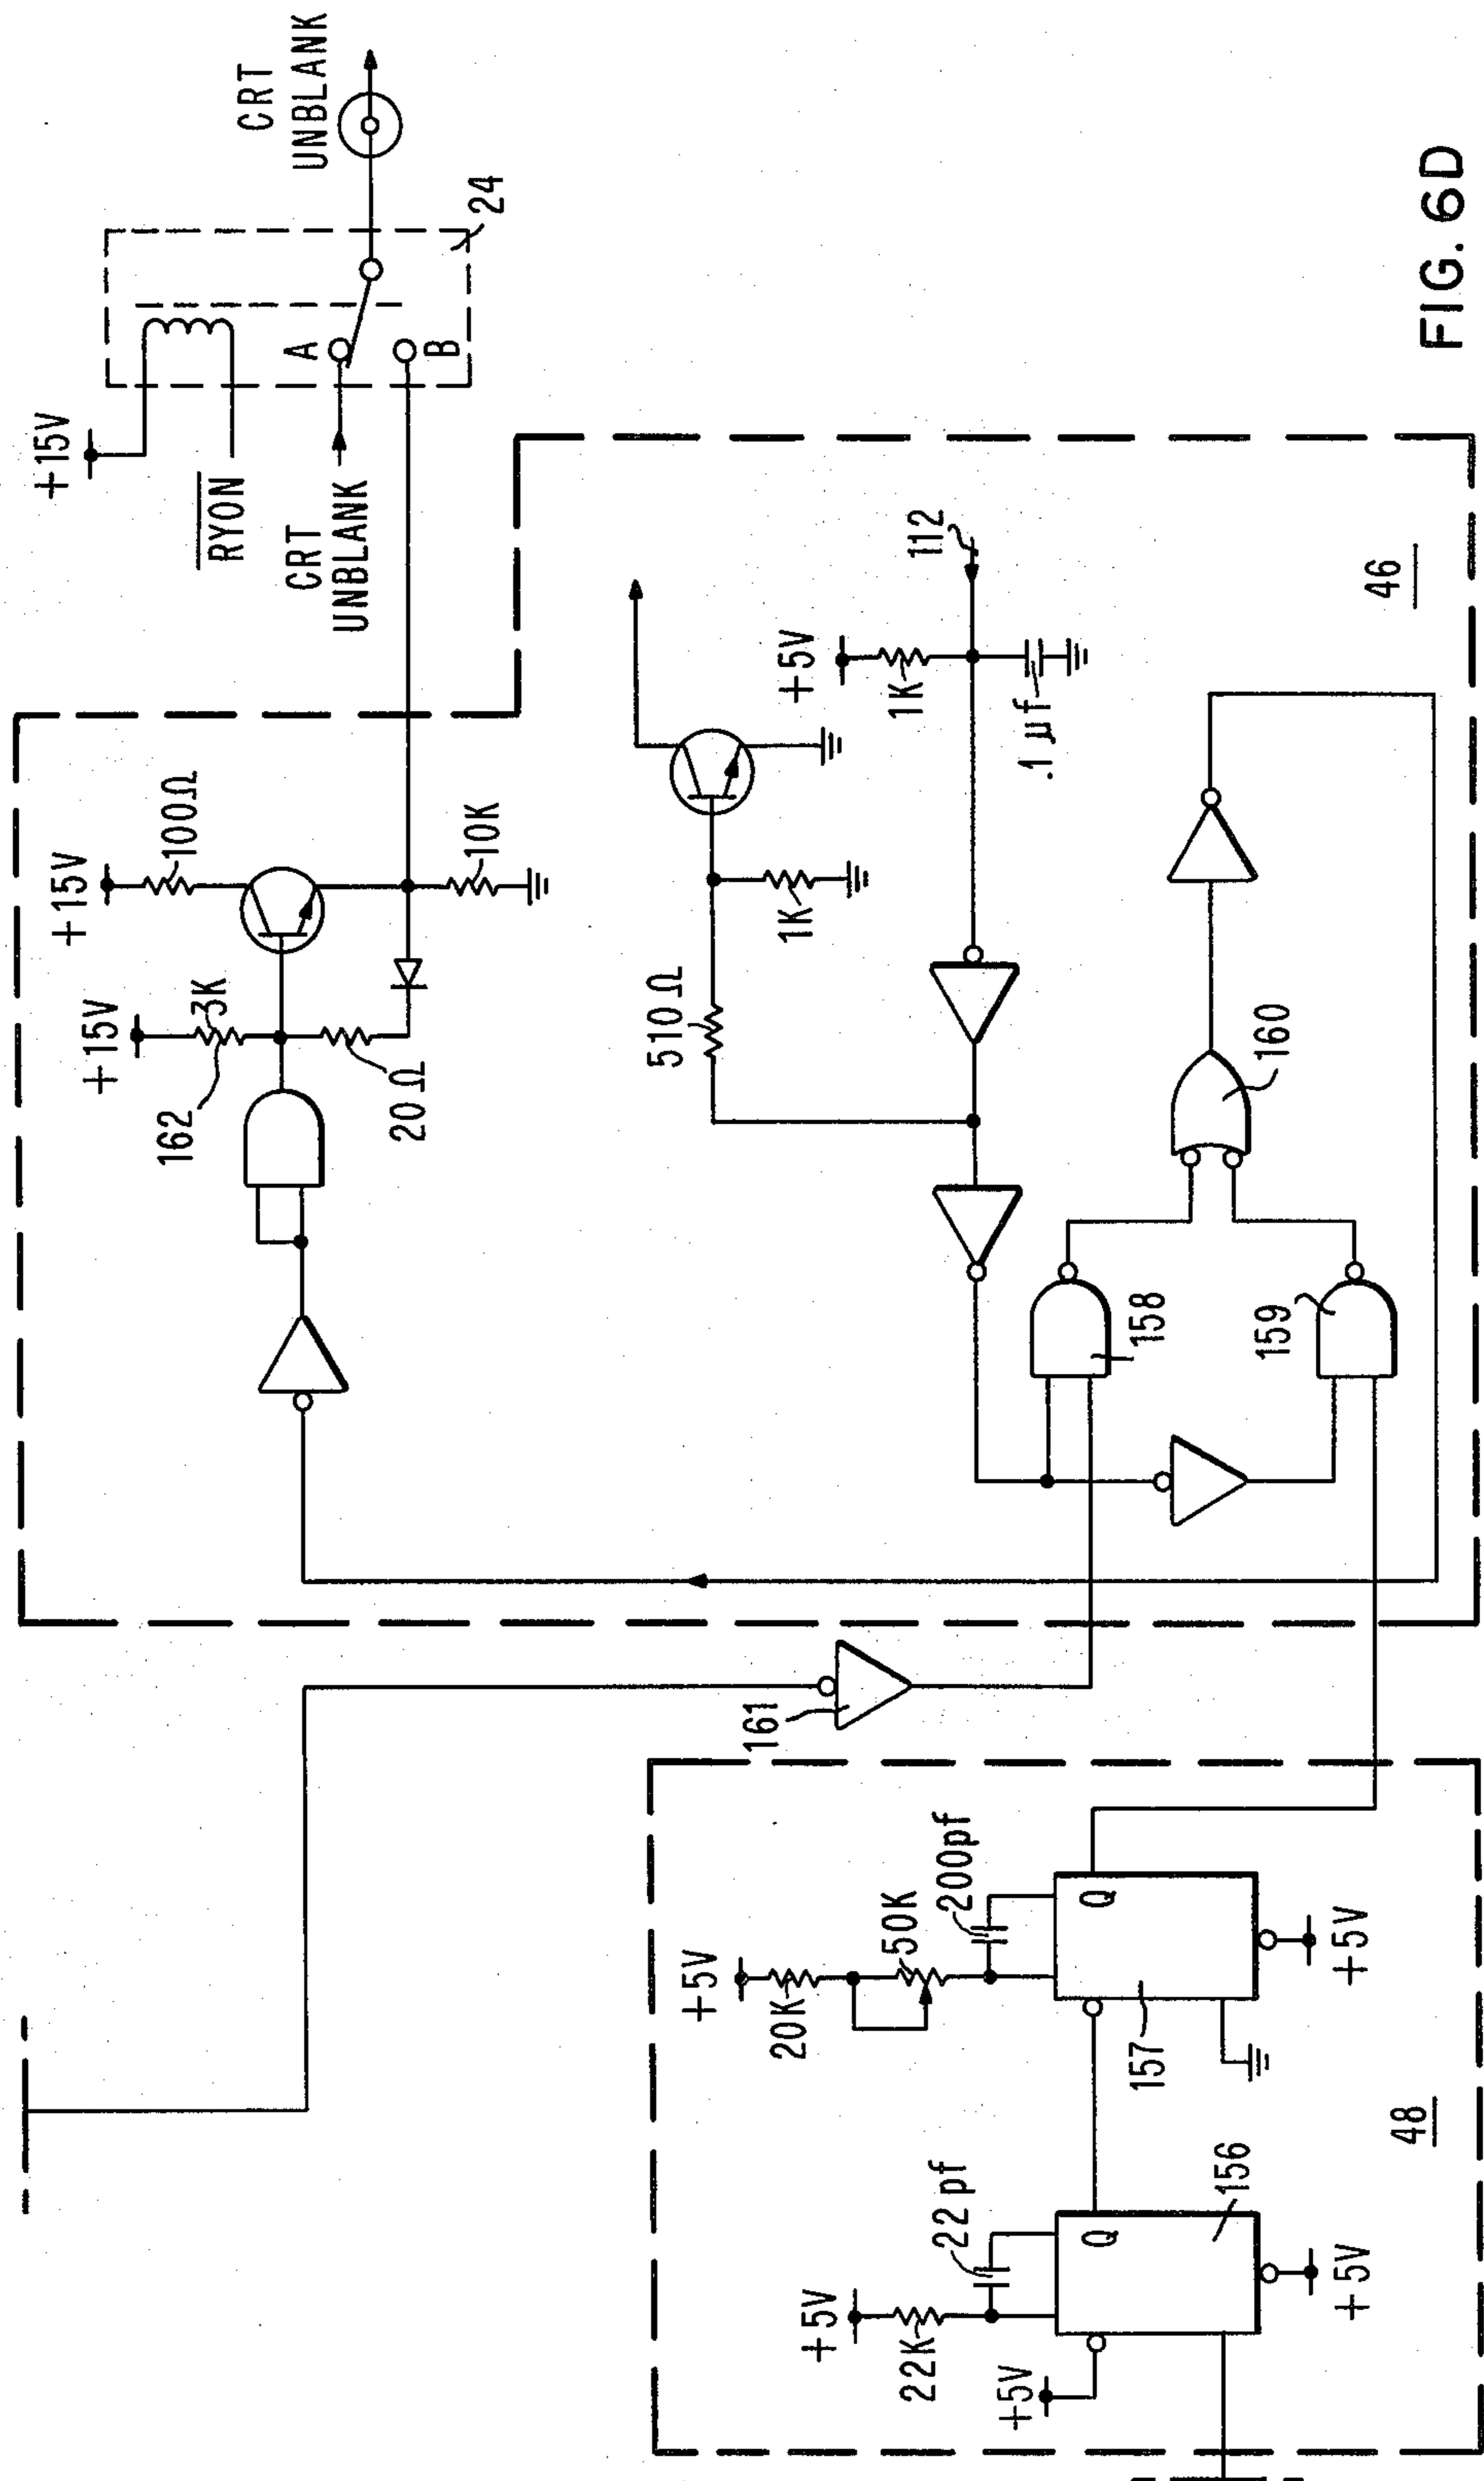 +15V
RYON
CRT
UNBLANK
A
B
24
CRT
UNBLANK
+15V
162
3K
20Ω
+15V
100Ω
10K
510Ω
1K
+5V
1K
.1μf
112
160
158
159
46
161
+5V
22K
22pf
+5V
Q
156
+5V
+5V
20K
50K
200pf
Q
157
+5V
48
FIG. 6D